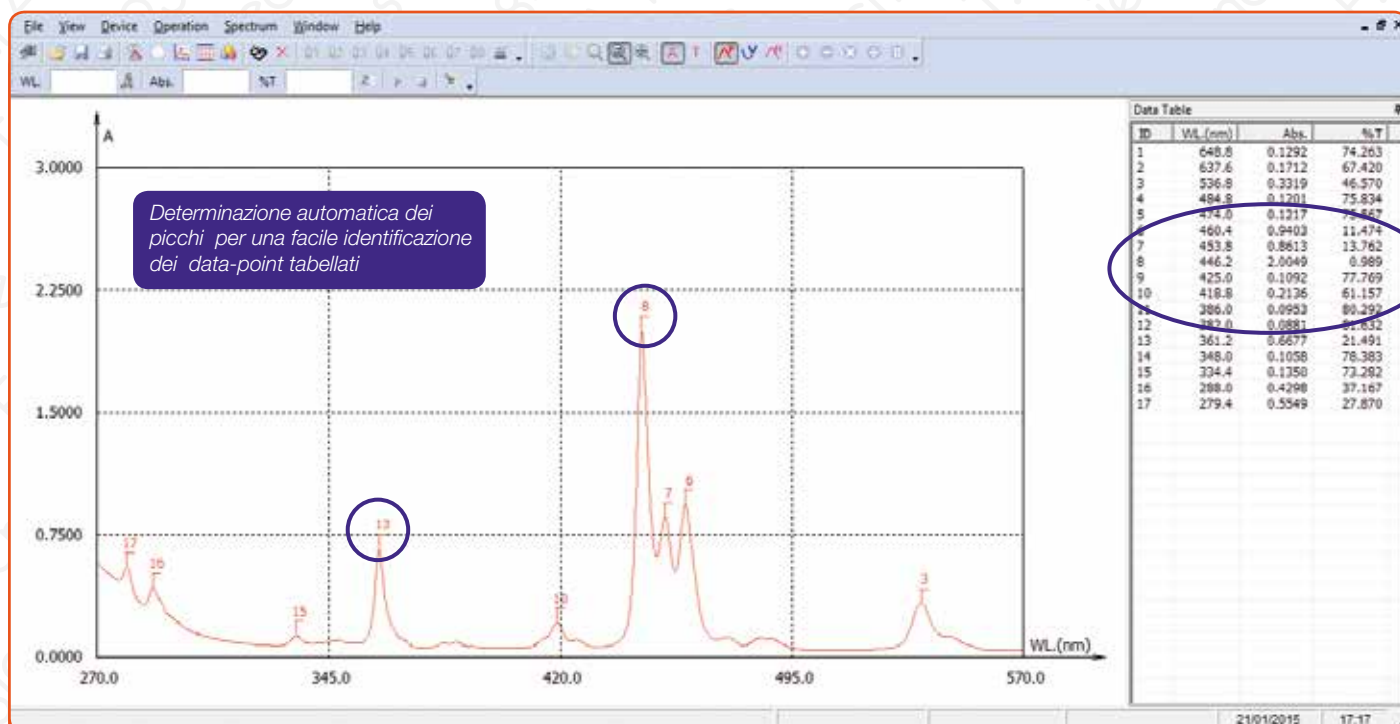 File View Device Operation Spectrum Window Help
WL. Abs. %T
A
3.0000
2.2500
1.5000
0.7500
0.0000
Determinazione automatica dei
picchi per una facile identificazione
dei data-point tabellati
17
16
15
13
8
7
6
3
WL.(nm)
270.0 345.0 420.0 495.0 570.0
Data Table
ID WL.(nm) Abs. %T
1 648.8 0.1292 74.263
2 637.6 0.1712 67.420
3 536.8 0.3319 46.570
4 484.8 0.1201 75.834
5 474.0 0.1217
460.4 0.9403 11.474
7 453.8 0.8613 13.762
8 446.2 2.0049 0.989
9 425.0 0.1092 77.769
10 418.8 0.2136 61.157
386.0 0.0953 80.292
12 382.0 0.0881
13 361.2 0.6677 21.491
14 348.0 0.1058 78.383
15 334.4 0.1350 73.282
16 288.0 0.4298 37.167
17 279.4 0.5549 27.870
21/01/2015 17:17